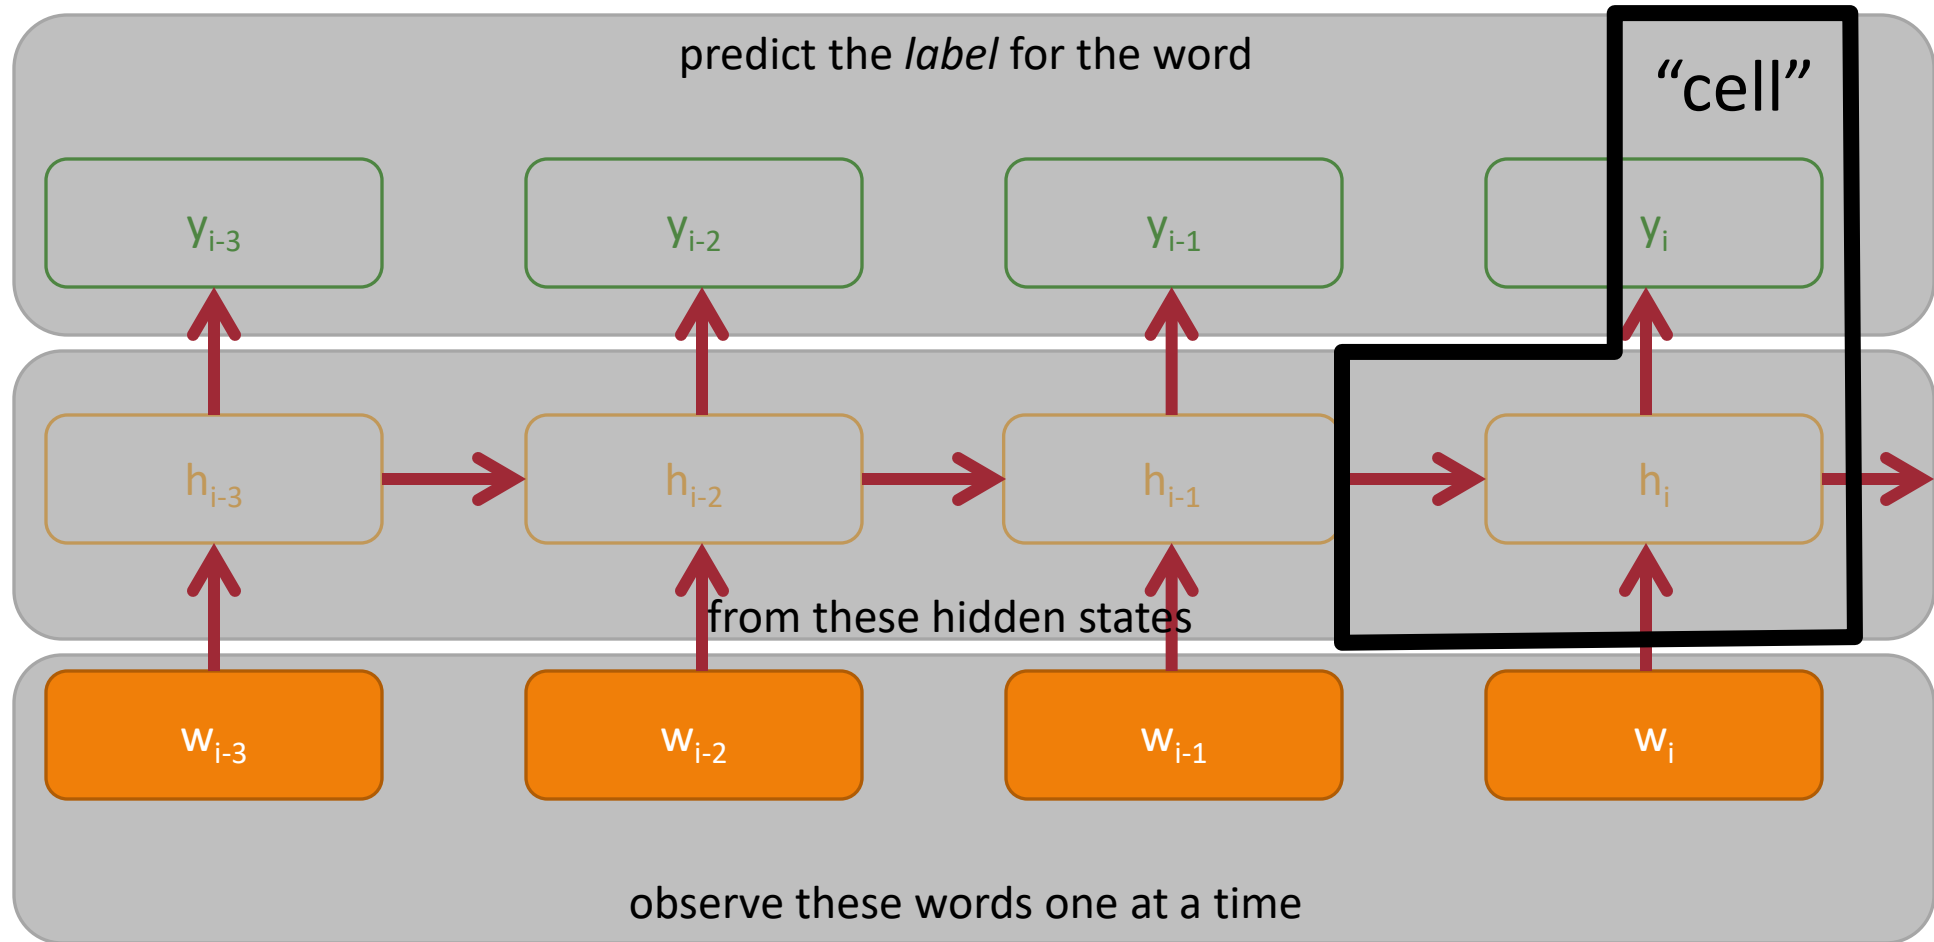 predict the label for the word
“cell”
yi-3 yi-2 yi-1 yi
hi-3 hi-2 hi-1 hi
from these hidden states
wi-3 wi-2 wi-1 wi
observe these words one at a time